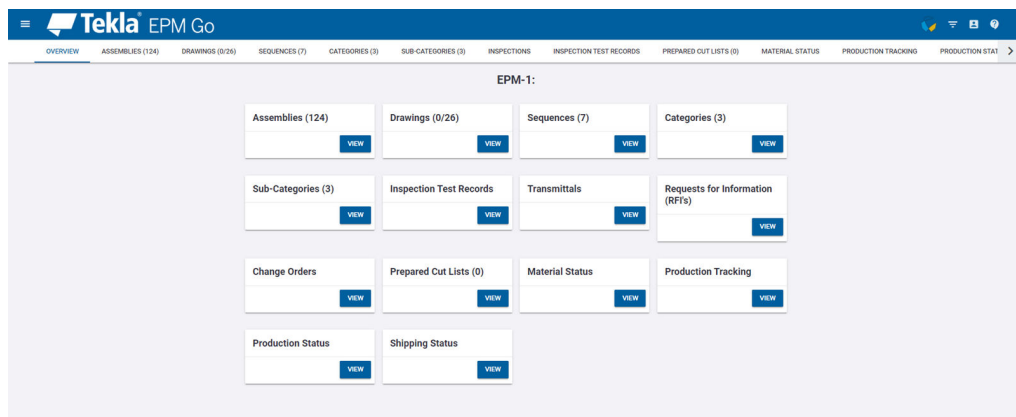 Tekla® EPM Go
OVERVIEW ASSEMBLIES (124) DRAWINGS (0/26) SEQUENCES (7) CATEGORIES (3) SUB-CATEGORIES (3) INSPECTIONS INSPECTION TEST RECORDS PREPARED CUT LISTS (0) MATERIAL STATUS PRODUCTION TRACKING PRODUCTION STAT
EPM-1:
Assemblies (124) Drawings (0/26) Sequences (7) Categories (3)
VIEW VIEW VIEW VIEW
Sub-Categories (3) Inspection Test Records Transmittals Requests for Information
(RFI's)
VIEW VIEW VIEW VIEW
Change Orders Prepared Cut Lists (0) Material Status Production Tracking
VIEW VIEW VIEW VIEW
Production Status Shipping Status
VIEW VIEW